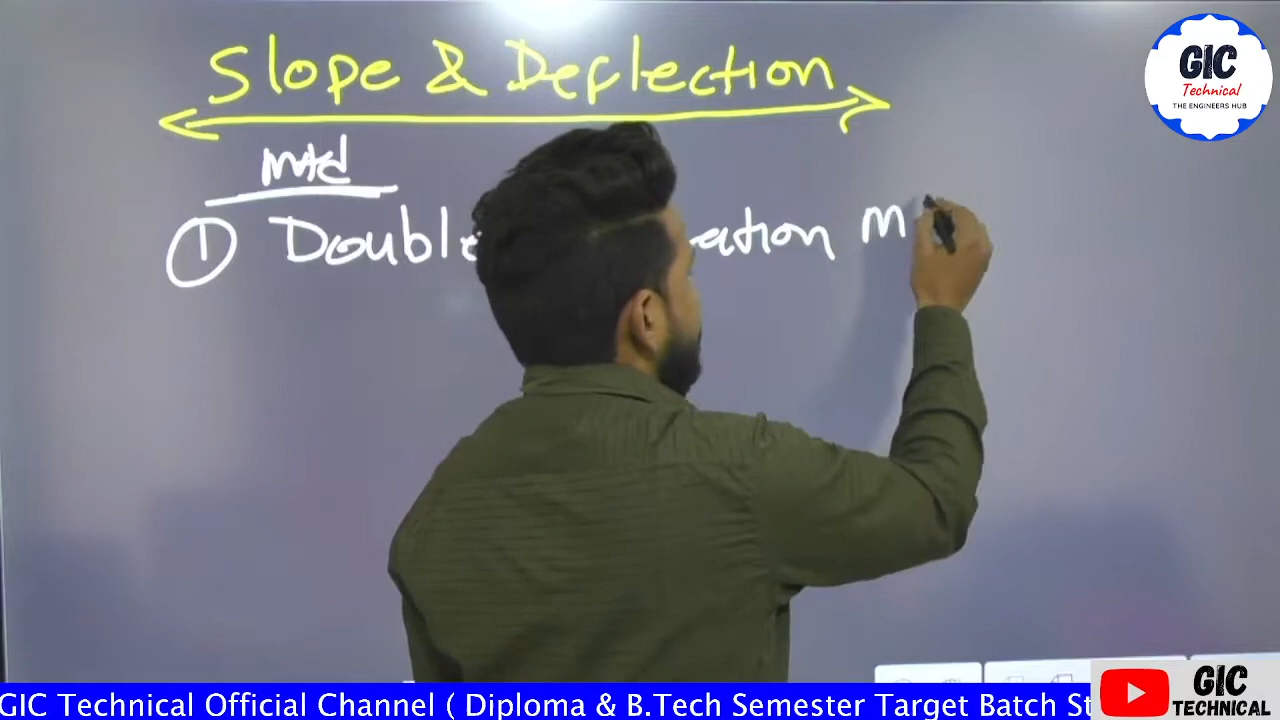 Slope & Deflection
GIC
Technical
THE ENGINEERS HUB
mtd
① Double ation M
GIC Technical Official Channel ( Diploma & B.Tech Semester Target Batch St
GIC
TECHNICAL